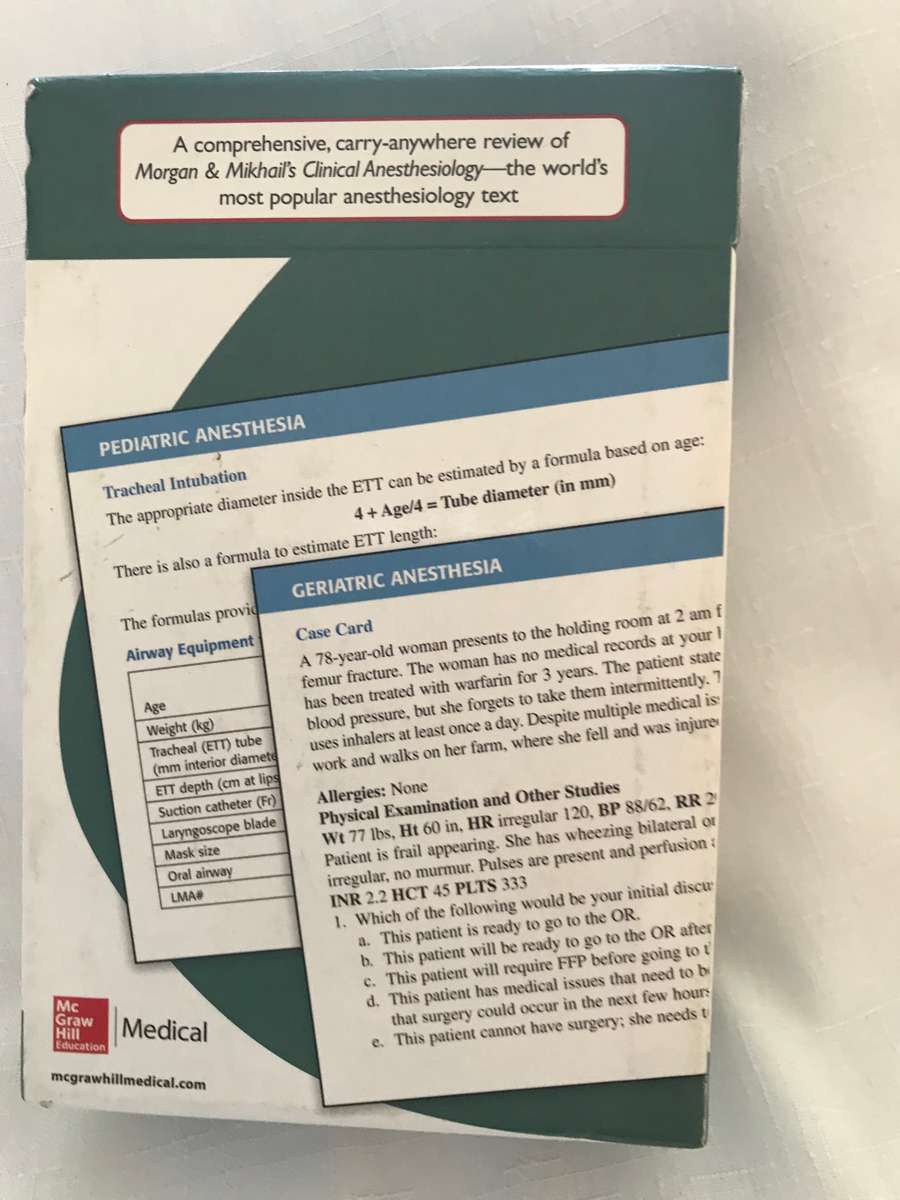 A comprehensive, carry-anywhere review of
Morgan & Mikhail's Clinical Anesthesiology—the world's
most popular anesthesiology text
PEDIATRIC ANESTHESIA
Tracheal Intubation
The appropriate diameter inside the ETT can be estimated by a formula based on age:
4 + Age/4 = Tube diameter (in mm)
There is also a formula to estimate ETT length:
The formulas
Airway Equipment
Age
Weight (kg)
Tracheal (ETT) tube
(mm interior
ETT depth (cm at lips
Suction catheter (Fr)
Laryngoscope blade
Mask size
Oral airway
LMA#
GERIATRIC ANESTHESIA
Case Card
A 78-year-old woman presents to the holding room at 2 am
femur fracture. The woman has no medical records at your
has been treated with warfarin for 3 years. The patient
blood pressure, but she forgets to take them intermittently.
uses inhalers at least once a day. Despite multiple medical
work and walks on her farm, where she fell and was
Allergies: None
Physical Examination and Other Studies
Wt 77 lbs, Ht 60 in, HR irregular 120, BP 88/62, RR
Patient is frail appearing. She has wheezing bilateral
irregular, no murmur. Pulses are present and perfusion
INR 2.2 HCT 45 PLTS 333
1. Which of the following would be your initial
a. This patient is ready to go to the OR.
b. This patient will be ready to go to the OR after
c. This patient will require FFP before going to
d. This patient has medical issues that need to
that surgery could occur in the next few
e. This patient cannot have surgery; she needs
Mc
Graw
Hill
Education
Medical
mcgrawhillmedical.com